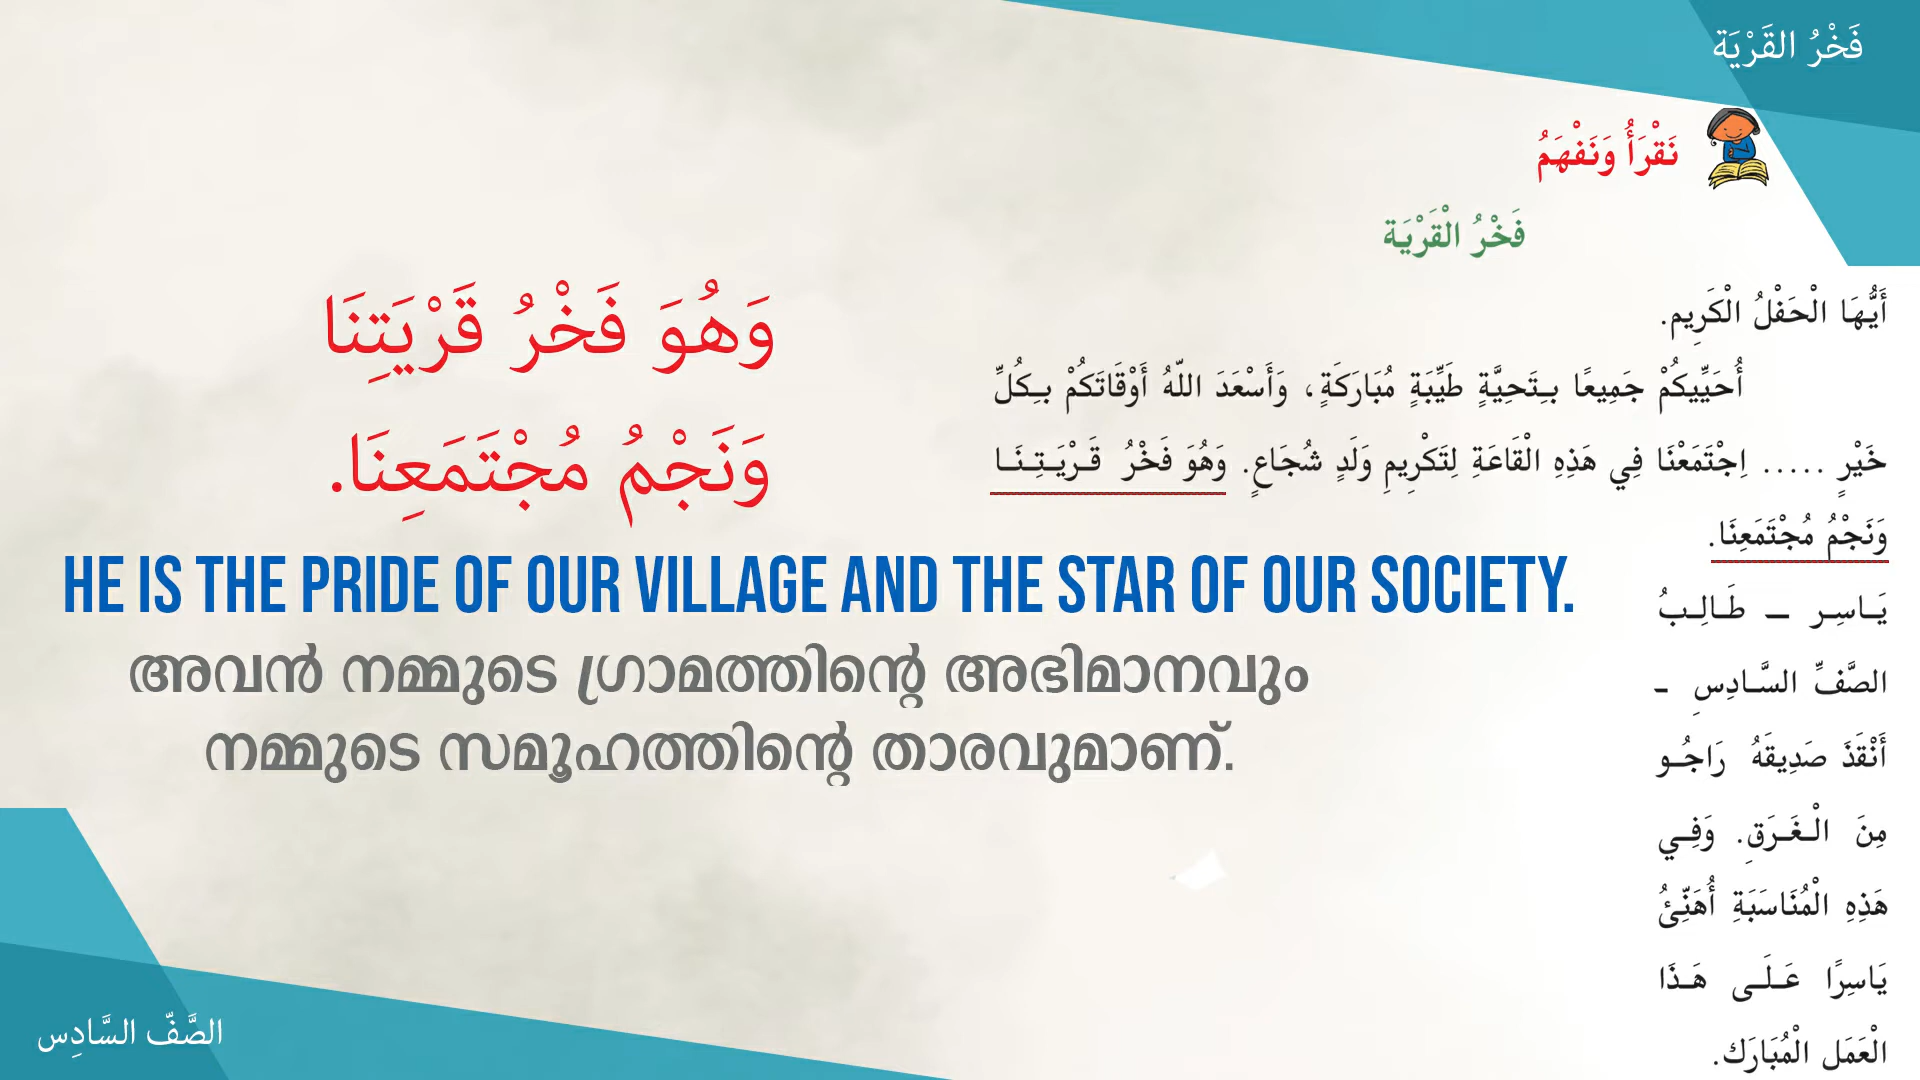 فَخْرُ القَرْيَة
نَقْرَأُ وَنَفْهَمُ
فَخْرُ الْقَرْيَة
أَيُّهَا الْحَفْلُ الْكَرِيم.
أُحَيِّيكُمْ جَمِيعًا بِتَحِيَّةٍ طَيِّبَةٍ مُبَارَكَةٍ، وَأَسْعَدَ اللّهُ أَوْقَاتَكُمْ بِكُلِّ
خَيْرٍ ..... اِجْتَمَعْنَا فِي هَذِهِ الْقَاعَةِ لِتَكْرِيمِ وَلَدٍ شُجَاعٍ. وَهُوَ فَخْرُ قَرْيَتِنَا
وَنَجْمُ مُجْتَمَعِنَا.
يَاسِر – طَالِبُ
الصَّفِّ السَّادِسِ -
أَنْقَذَ صَدِيقَهُ رَاجُو
مِنَ الْغَرَقِ. وَفِي
هَذِهِ الْمُنَاسَبَةِ أُهَنِّئُ
يَاسِرًا عَلَى هَذَا
الْعَمَل الْمُبَارَك.
وَهُوَ فَخْرُ قَرْيَتِنَا
وَنَجْمُ مُجْتَمَعِنَا.
HE IS THE PRIDE OF OUR VILLAGE AND THE STAR OF OUR SOCIETY.
അവൻ നമ്മുടെ ഗ്രാമത്തിന്റെ അഭിമാനവും
നമ്മുടെ സമൂഹത്തിന്റെ താരവുമാണ്.
الصَّفّ السَّادِس